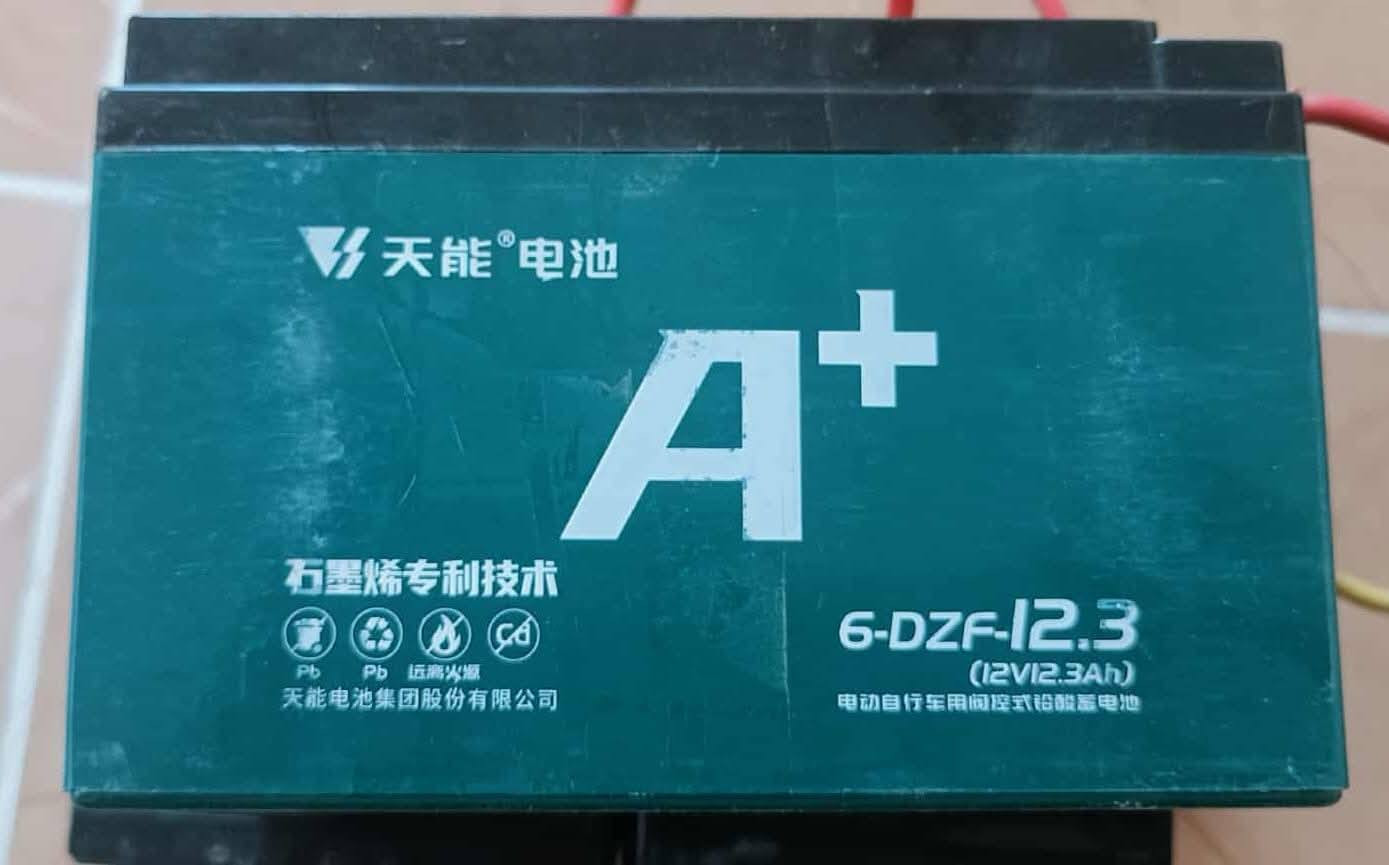 天能®电池
A+
石墨烯专利技术
Pb Pb 远离火源
Cd
天能电池集团股份有限公司
6-DZF-12.3
(12V12.3Ah)
电动自行车用阀控式铅酸蓄电池